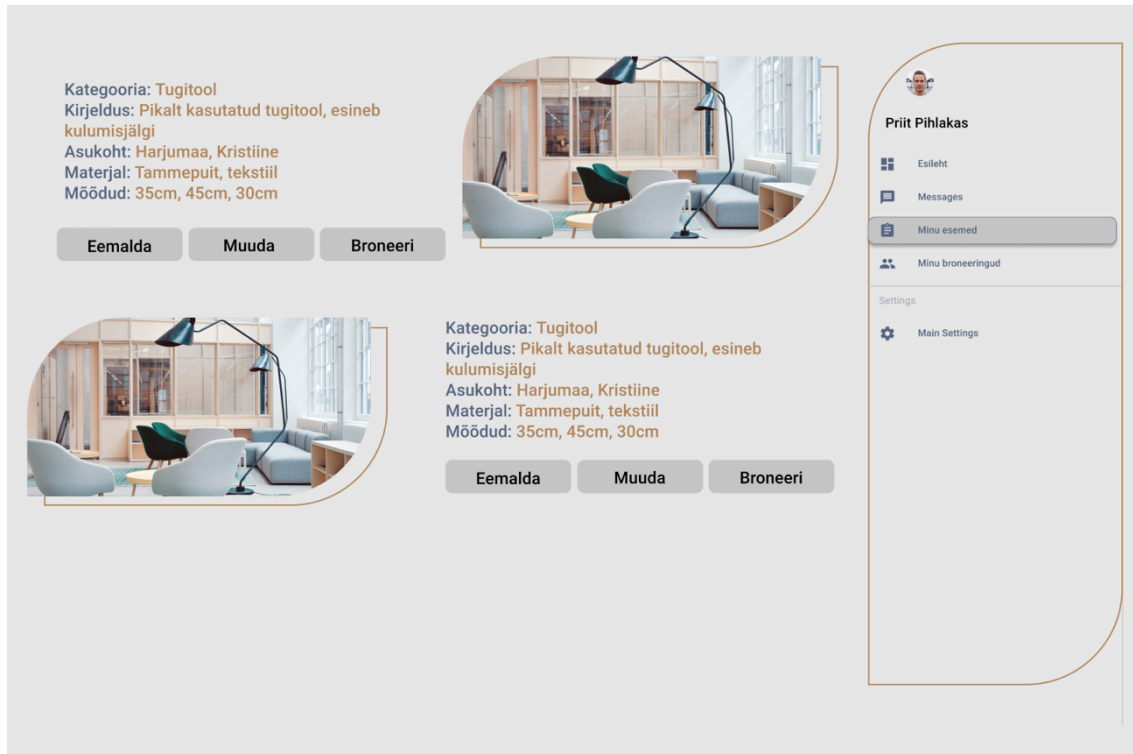 Kategooria: Tugitool
Kirjeldus: Pikalt kasutatud tugitool, esineb
kulumisjälgi
Asukoht: Harjumaa, Kristiine
Materjal: Tammepuit, tekstiil
Mõõdud: 35cm, 45cm, 30cm
Eemalda
Muuda
Broneeri
Kategooria: Tugitool
Kirjeldus: Pikalt kasutatud tugitool, esineb
kulumisjälgi
Asukoht: Harjumaa, Kristiine
Materjal: Tammepuit, tekstiil
Mõõdud: 35cm, 45cm, 30cm
Eemalda
Muuda
Broneeri
Priit Pihlakas
Esileht
Messages
Minu esemed
Minu broneeringud
Settings
Main Settings